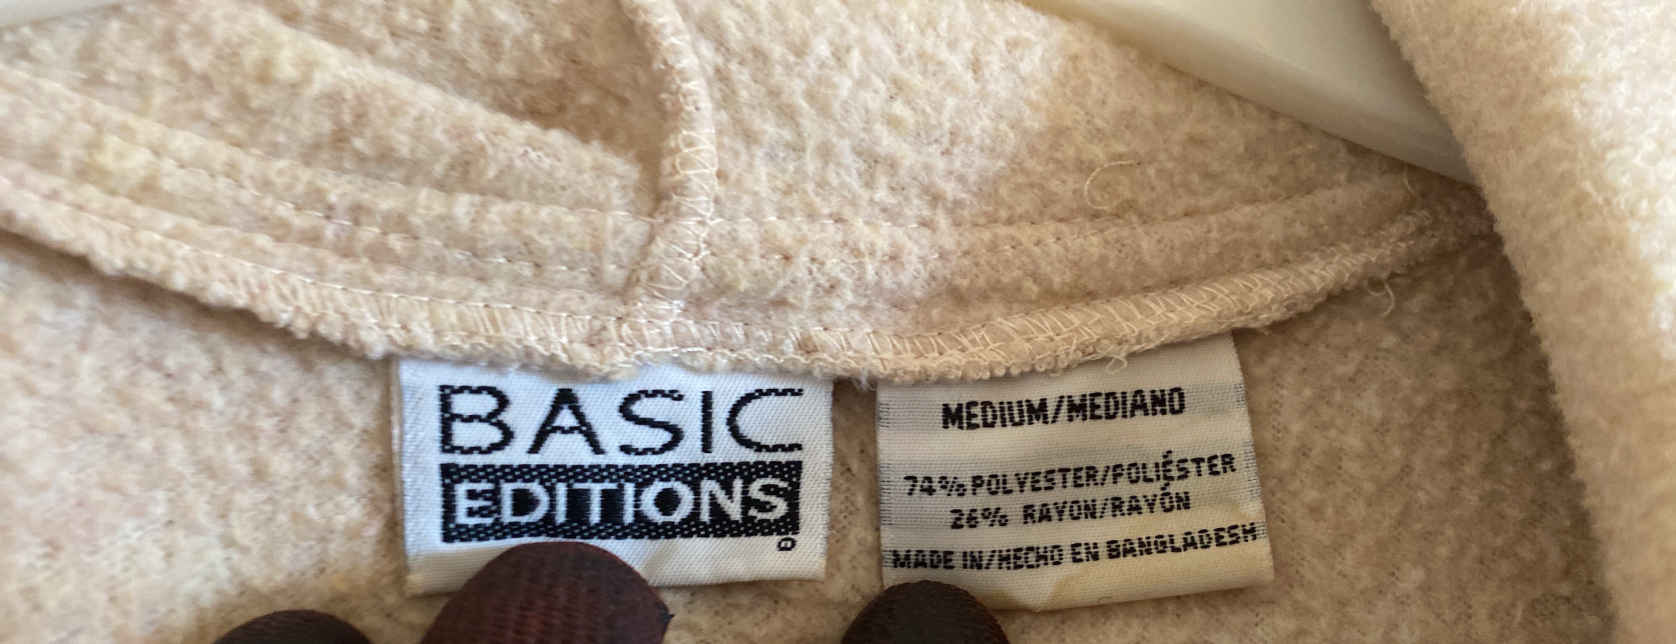 BASIC
EDITIONS
®
MEDIUM/MEDIANO
74% POLYESTER/POLIÉSTER
26% RAYON/RAYÓN
MADE IN/HECHO EN BANGLADESH